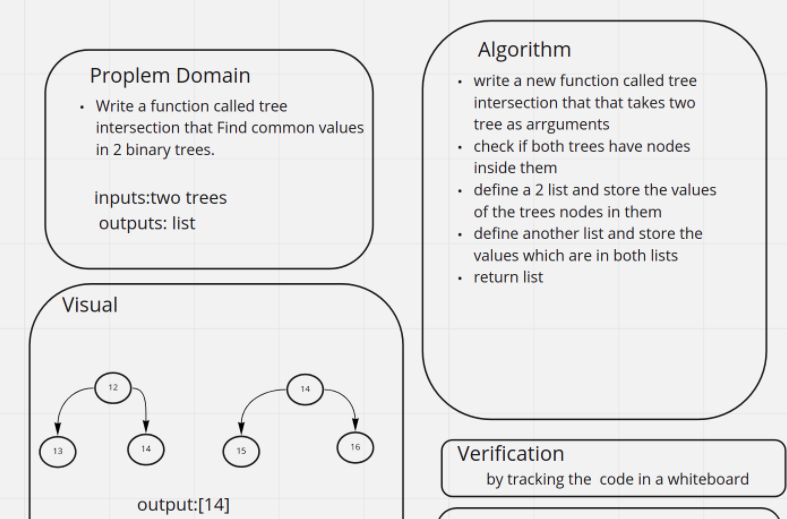 Proplem Domain
• Write a function called tree
intersection that Find common values
in 2 binary trees.
inputs:two trees
outputs: list
Algorithm
• write a new function called tree
intersection that that takes two
tree as arrguments
• check if both trees have nodes
inside them
• define a 2 list and store the values
of the trees nodes in them
• define another list and store the
values which are in both lists
• return list
Visual
12
13
14
14
15
16
output:[14]
Verification
by tracking the code in a whiteboard